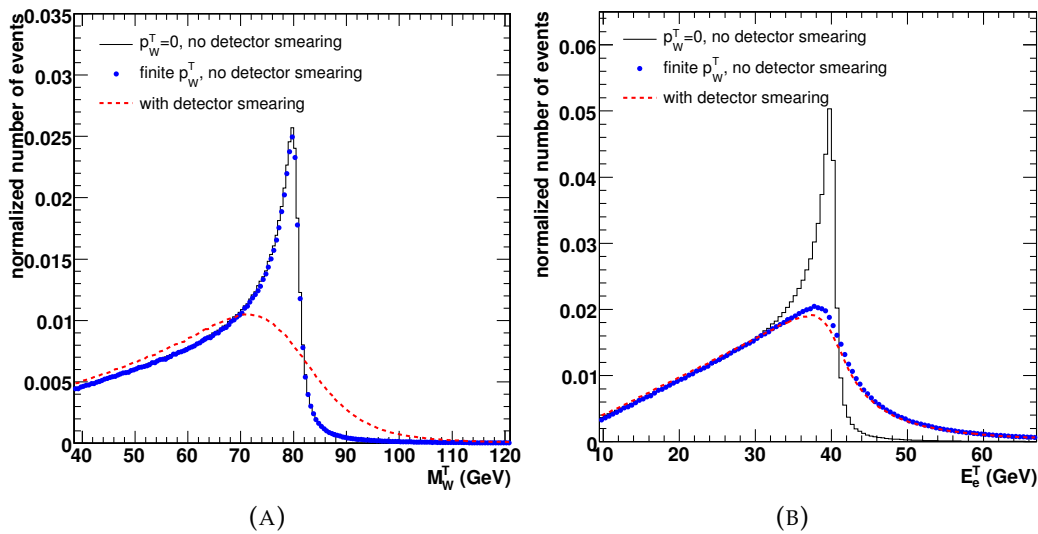 normalized number of events
0.035
0.03
0.025
0.02
0.015
0.01
0.005
0
p_W^T=0, no detector smearing
finite p_W^T, no detector smearing
with detector smearing
40 50 60 70 80 90 100 110 120
M_W^T (GeV)
(A)
normalized number of events
0.06
0.05
0.04
0.03
0.02
0.01
0
p_W^T=0, no detector smearing
finite p_W^T, no detector smearing
with detector smearing
10 20 30 40 50 60
E_e^T (GeV)
(B)